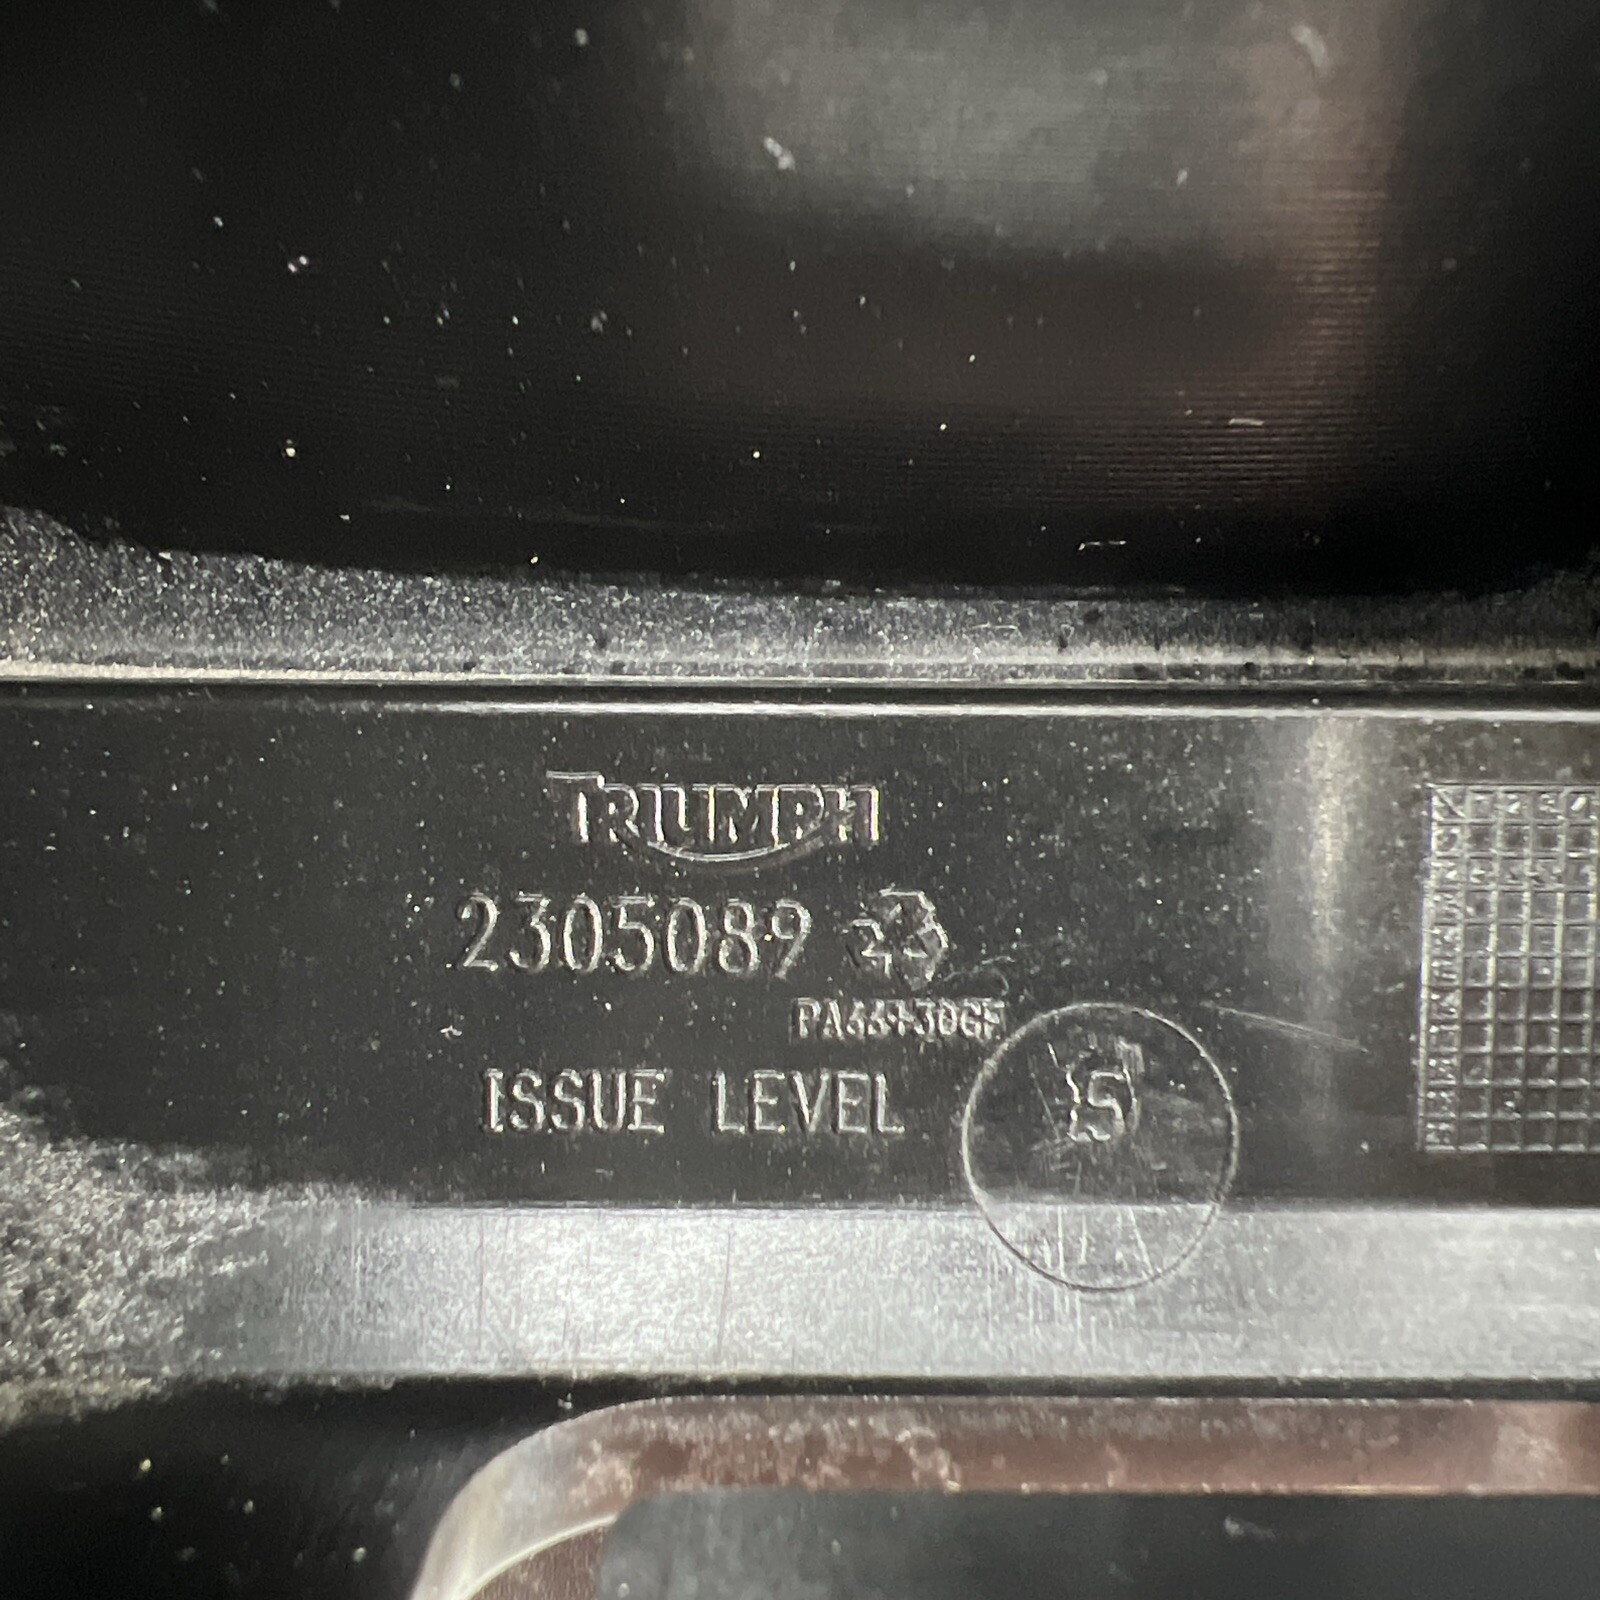 TRIUMPH
2305089
PA66+30GF
ISSUE LEVEL 5